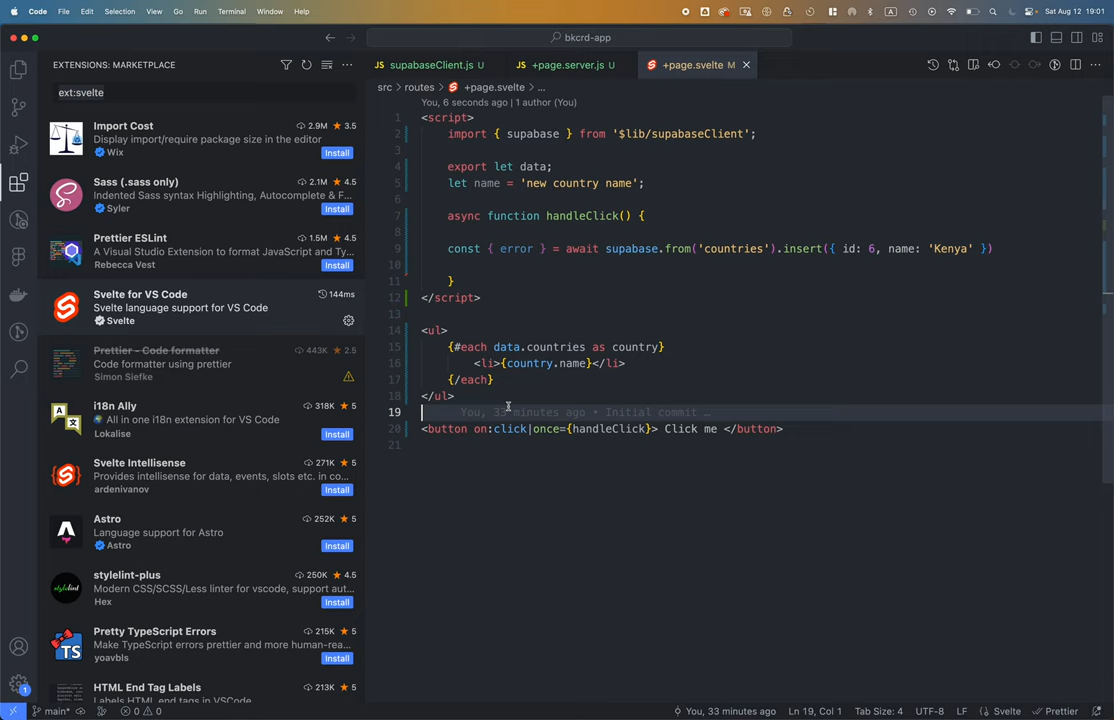 Code File Edit Selection View Go Run Terminal Window Help
A
Sat Aug 12 19:01
bkcrd-app
EXTENSIONS: MARKETPLACE
ext:svelte
Import Cost 2.9M ★ 3.5
Display import/require package size in the editor
Wix Install
Sass (.sass only) 2.1M ★ 4.5
Indented Sass syntax Highlighting, Autocomplete & F...
Syler Install
Prettier ESLint 1.5M ★ 4.5
A Visual Studio Extension to format JavaScript and Ty...
Rebecca Vest Install
Svelte for VS Code 144ms
Svelte language support for VS Code
Svelte
Prettier - Code formatter 443K ★ 2.5
Code formatter using prettier
Simon Siefke
i18n Ally 318K ★ 5
All in one i18n extension for VS Code
Lokalise Install
Svelte Intellisense 271K ★ 5
Provides intellisense for data, events, slots etc. in co...
ardenivanov Install
Astro 252K ★ 5
Language support for Astro
Astro Install
stylelint-plus 250K ★ 4.5
Modern CSS/SCSS/Less linter for vscode, support aut...
Hex Install
Pretty TypeScript Errors 215K ★ 5
Make TypeScript errors prettier and more human-rea...
yoavbls Install
TS
HTML End Tag Labels 213K ★ 5
Labels HTML end tags in VSCode
JS supabaseClient.js U JS +page.server.js U +page.svelte M ×
src > routes > +page.svelte > ...
You, 6 seconds ago | 1 author (You)
1 <script>
2 import { supabase } from '$lib/supabaseClient';
3
4 export let data;
5 let name = 'new country name';
6
7 async function handleClick() {
8
9 const { error } = await supabase.from('countries').insert({ id: 6, name: 'Kenya' })
10
11 }
12 </script>
13
14 <ul>
15 {#each data.countries as country}
16 <li>{country.name}</li>
17 {/each}
18 </ul>
19 You, 33 minutes ago • Initial commit …
20 <button on:click|once={handleClick}> Click me </button>
21
1
main* 0 0 You, 33 minutes ago Ln 19, Col 1 Tab Size: 4 UTF-8 LF {} Svelte Prettier